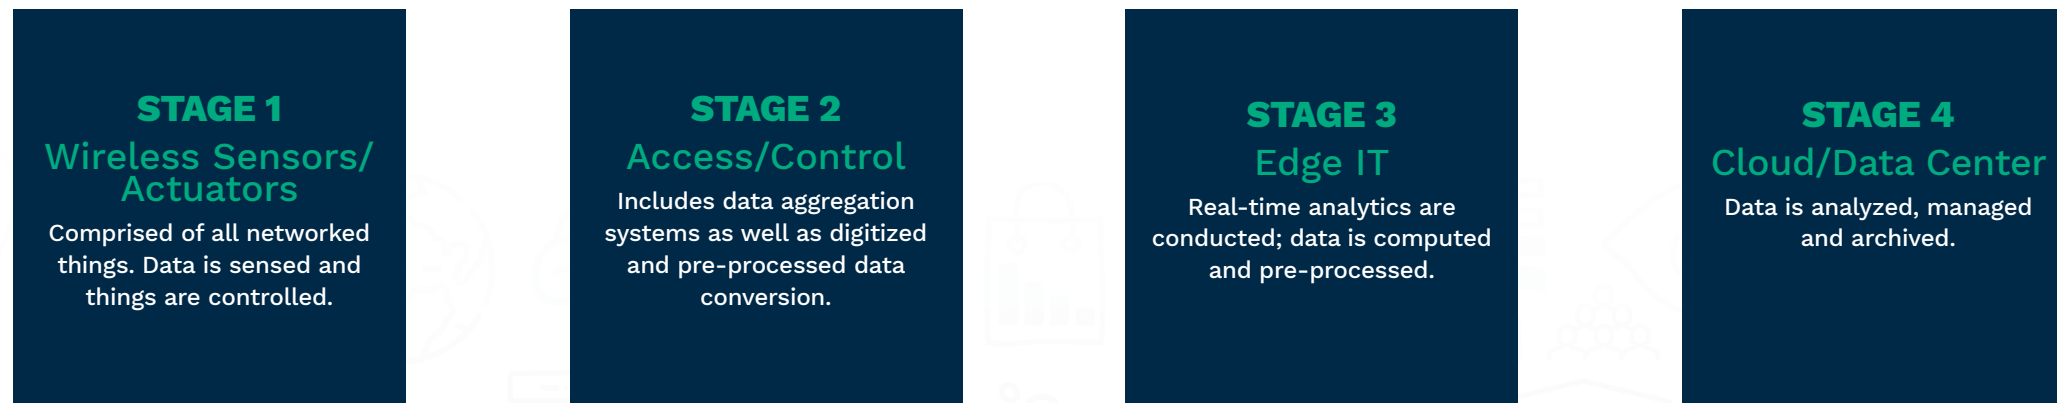 STAGE 1
Wireless Sensors/
Actuators
Comprised of all networked
things. Data is sensed and
things are controlled.
STAGE 2
Access/Control
Includes data aggregation
systems as well as digitized
and pre-processed data
conversion.
STAGE 3
Edge IT
Real-time analytics are
conducted; data is computed
and pre-processed.
STAGE 4
Cloud/Data Center
Data is analyzed, managed
and archived.